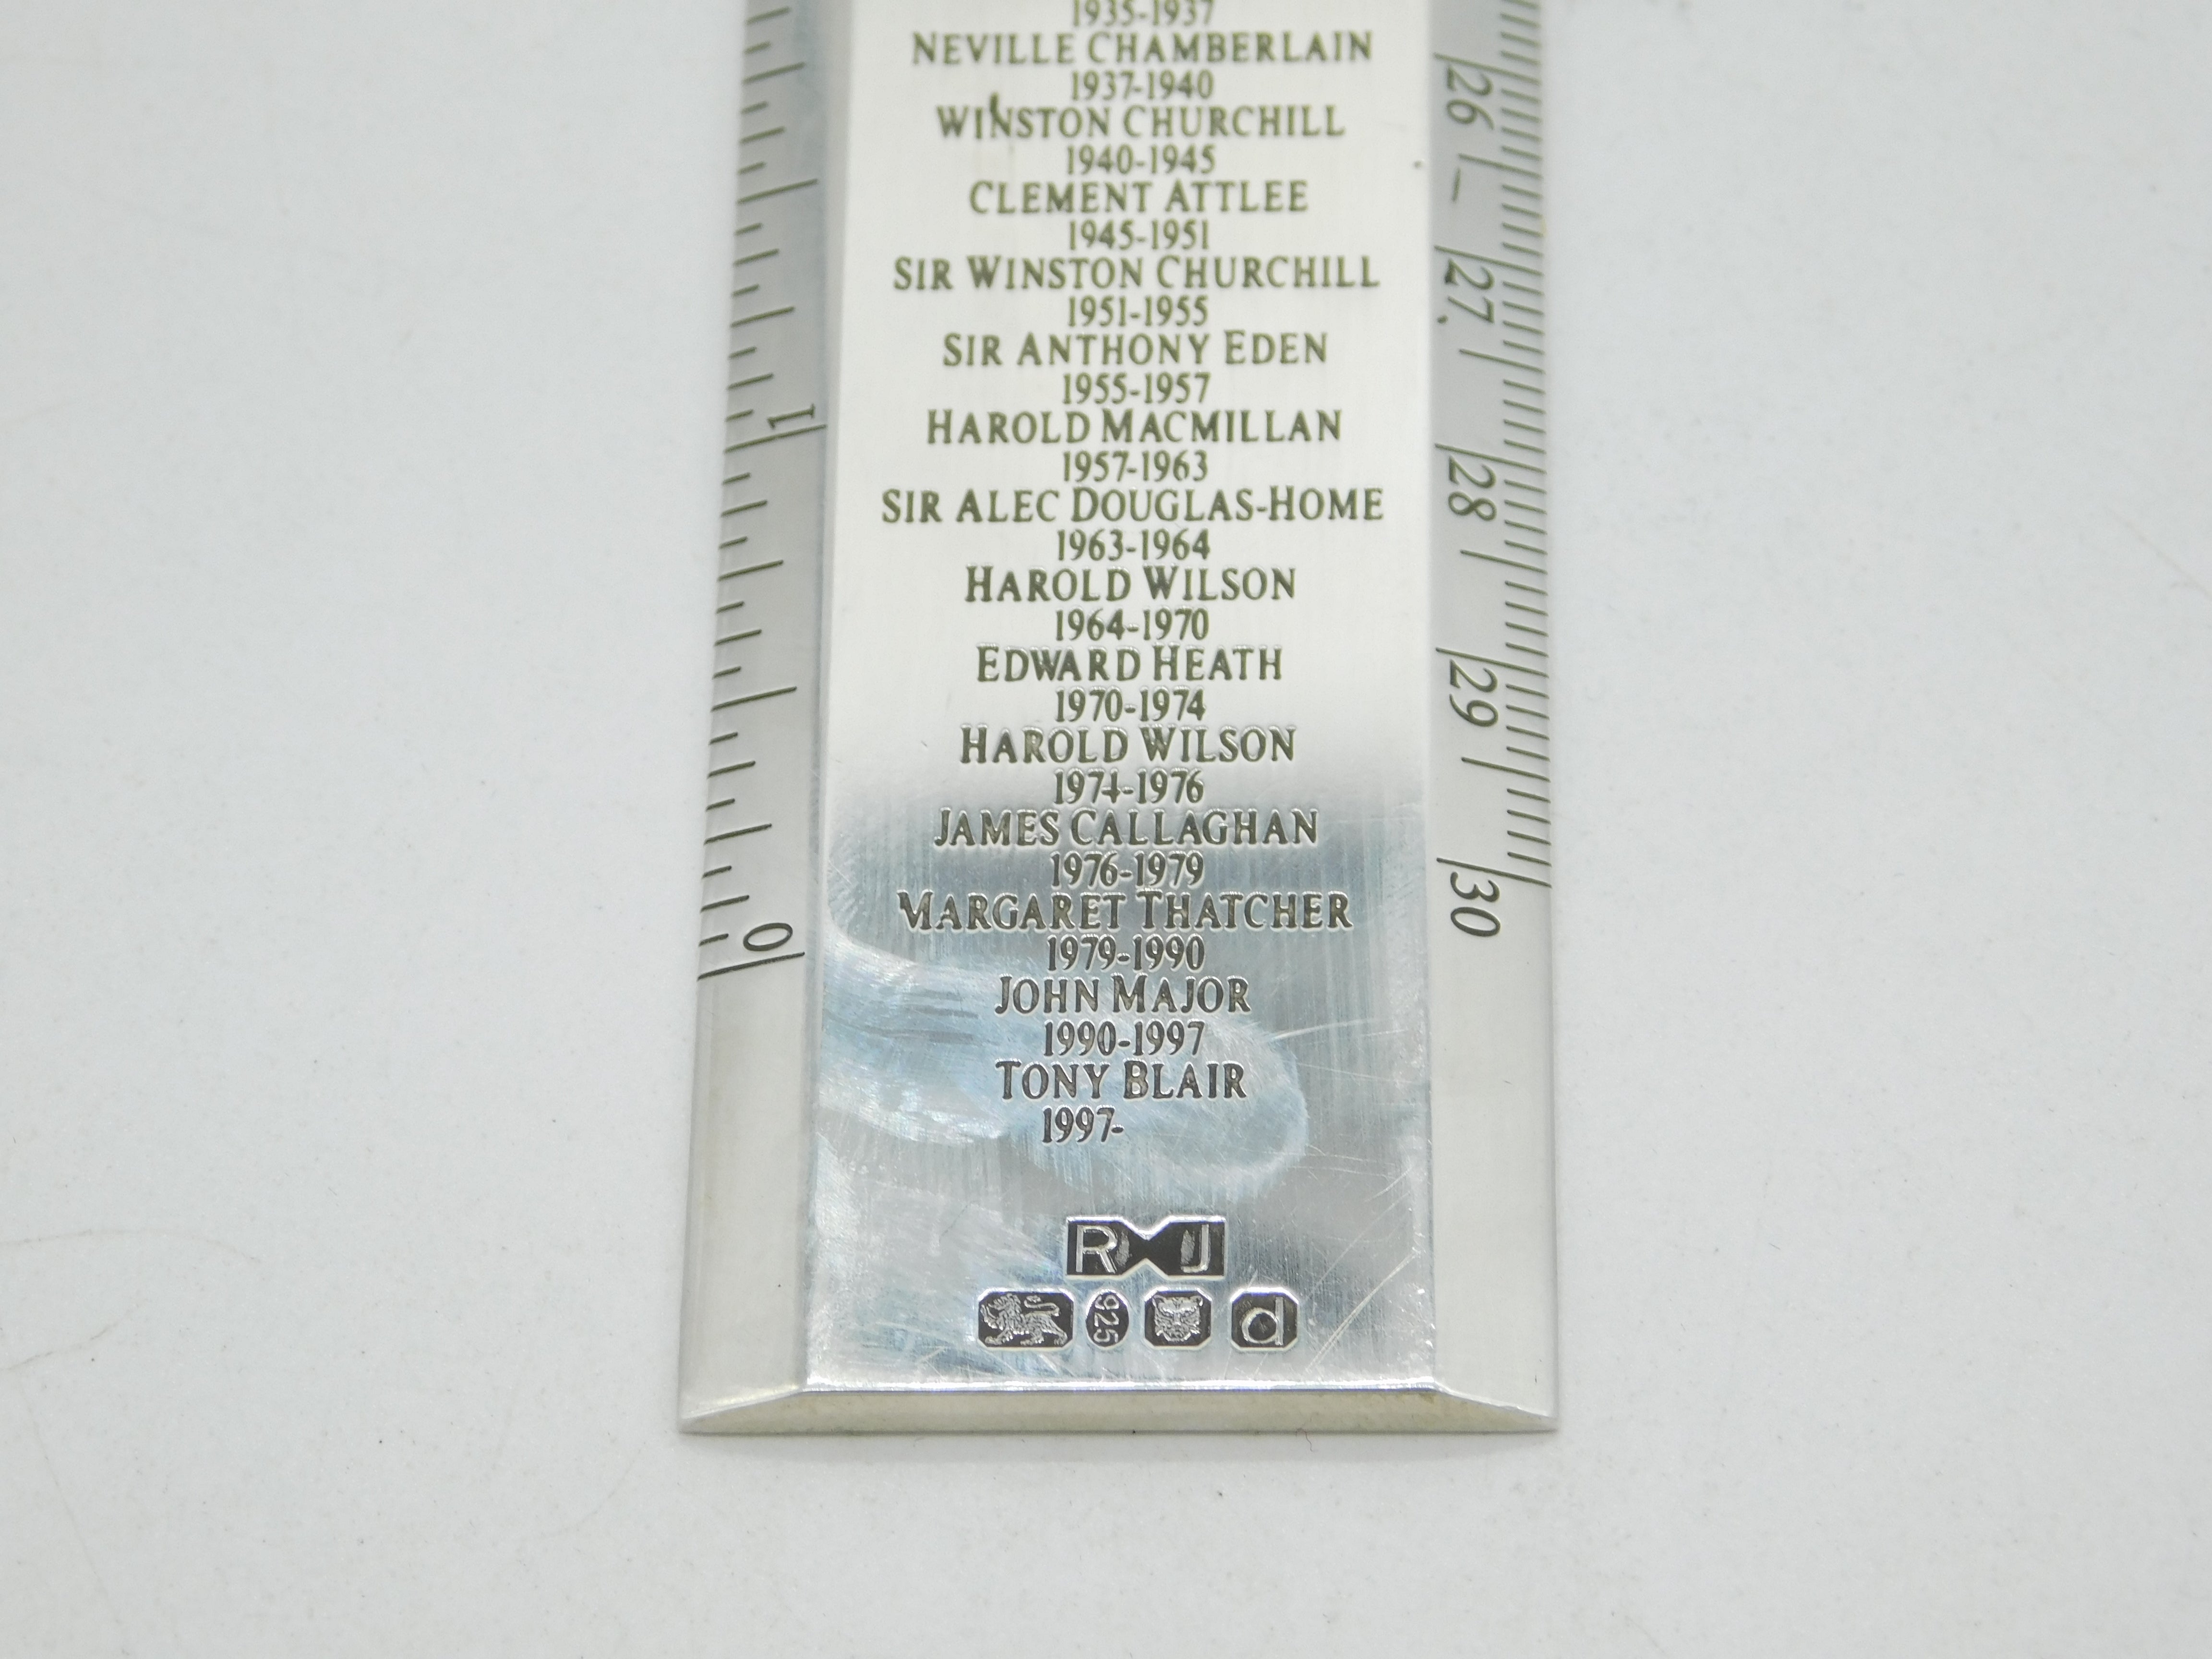 1935-1937
NEVILLE CHAMBERLAIN
1937-1940
WINSTON CHURCHILL
1940-1945
CLEMENT ATTLEE
1945-1951
SIR WINSTON CHURCHILL
1951-1955
SIR ANTHONY EDEN
1955-1957
HAROLD MACMILLAN
1957-1963
SIR ALEC DOUGLAS-HOME
1963-1964
HAROLD WILSON
1964-1970
EDWARD HEATH
1970-1974
HAROLD WILSON
1974-1976
JAMES CALLAGHAN
1976-1979
MARGARET THATCHER
1979-1990
JOHN MAJOR
1990-1997
TONY BLAIR
1997-
R J
925 d
1
0
26
27
28
29
30